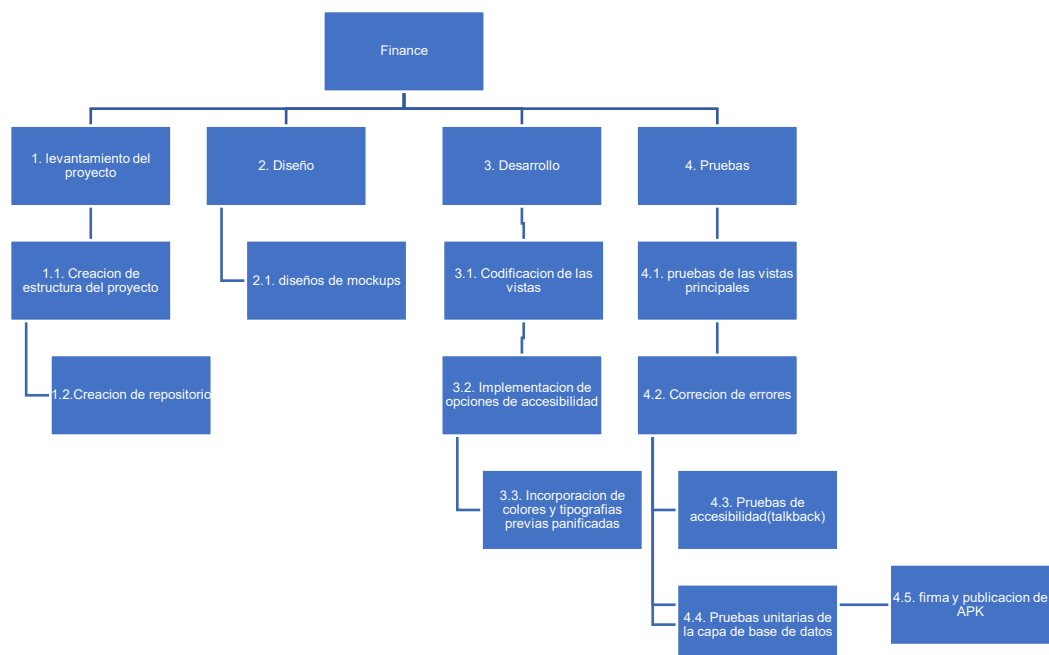 Finance
1. levantamiento del
proyecto
2. Diseño
3. Desarrollo
4. Pruebas
1.1. Creacion de
estructura del proyecto
2.1. diseños de mockups
3.1. Codificacion de las
vistas
4.1. pruebas de las vistas
principales
1.2.Creacion de repositorio
3.2. Implementacion de
opciones de accesibilidad
4.2. Correcion de errores
3.3. Incorporacion de
colores y tipografias
previas panificadas
4.3. Pruebas de
accesibilidad(talkback)
4.4. Pruebas unitarias de
la capa de base de datos
4.5. firma y publicacion de
APK